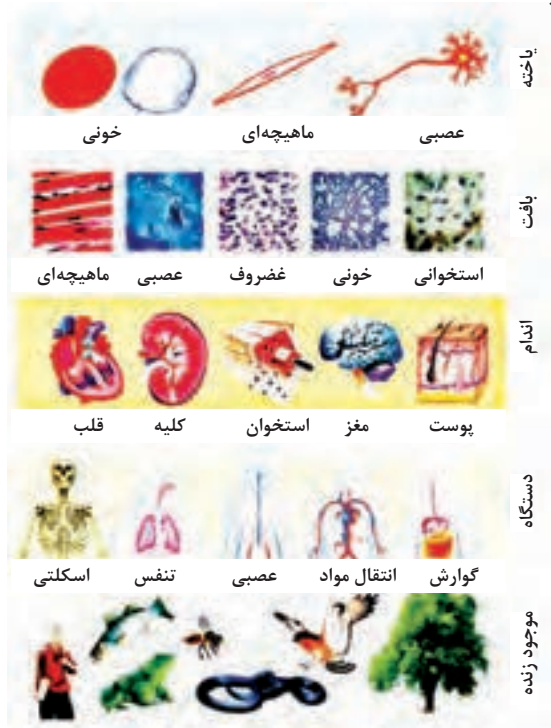 یاخته
عصبی ماهیچه‌ای خونی
بافت
استخوانی خونی غضروف عصبی ماهیچه‌ای
اندام
پوست مغز استخوان کلیه قلب
دستگاه
گوارش انتقال مواد عصبی تنفس اسکلتی
موجود زنده